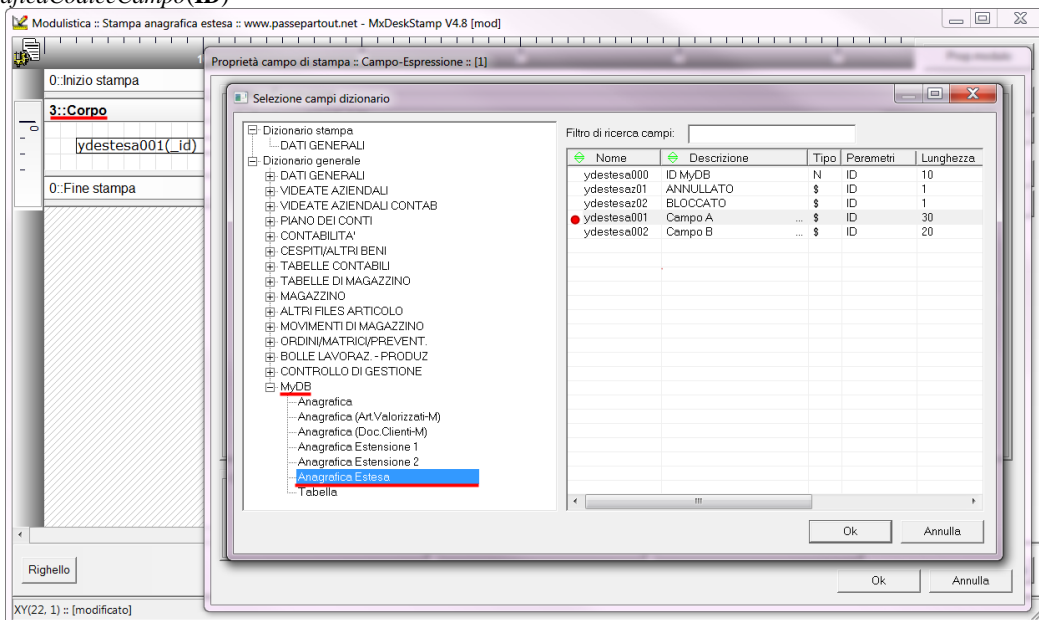 aficaCodiceCampo(ID)
Modulistica :: Stampa anagrafica estesa :: www.passepartout.net - MxDeskStamp V4.8 [mod]
Proprietà campo di stampa :: Campo-Espressione :: [1]
0::Inizio stampa
3::Corpo
ydestesa001(_id)
0::Fine stampa
Selezione campi dizionario
Dizionario stampa
DATI GENERALI
Dizionario generale
DATI GENERALI
VIDEATE AZIENDALI
VIDEATE AZIENDALI CONTAB
PIANO DEI CONTI
CONTABILITA'
CESPITI/ALTRI BENI
TABELLE CONTABILI
TABELLE DI MAGAZZINO
MAGAZZINO
ALTRI FILES ARTICOLO
MOVIMENTI DI MAGAZZINO
ORDINI/MATRICI/PREVENT.
BOLLE LAVORAZ. - PRODUZ
CONTROLLO DI GESTIONE
MyDB
Anagrafica
Anagrafica (Art.Valorizzati-M)
Anagrafica (Doc.Clienti-M)
Anagrafica Estensione 1
Anagrafica Estensione 2
Anagrafica Estesa
Tabella
Filtro di ricerca campi:
Nome Descrizione Tipo Parametri Lunghezza
ydestesa000 ID MyDB N ID 10
ydestesaz01 ANNULLATO $ ID 1
ydestesaz02 BLOCCATO $ ID 1
ydestesa001 Campo A ... $ ID 30
ydestesa002 Campo B ... $ ID 20
Ok Annulla
Righello
Ok Annulla
XY(22, 1) :: [modificato]